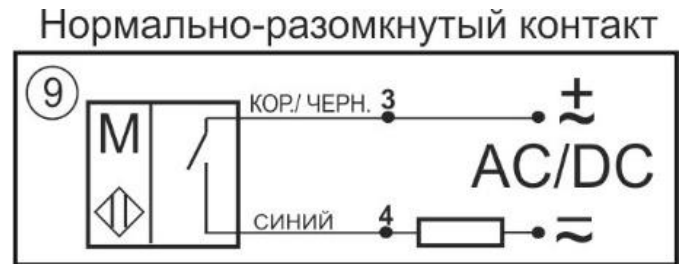 Нормально-разомкнутый контакт
9
М
КОР./ ЧЕРН. 3
+
~
AC/DC
СИНИЙ 4
−
~